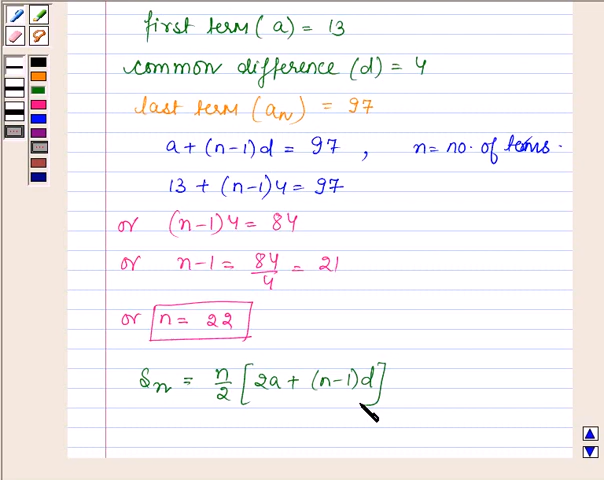 first term (a) = 13
common difference (d) = 4
last term (an) = 97
a + (n-1)d = 97 , n = no. of terms.
13 + (n-1)4 = 97
or (n-1)4 = 84
or n-1 = 84/4 = 21
or n = 22
Sn = n/2 [2a + (n-1)d]